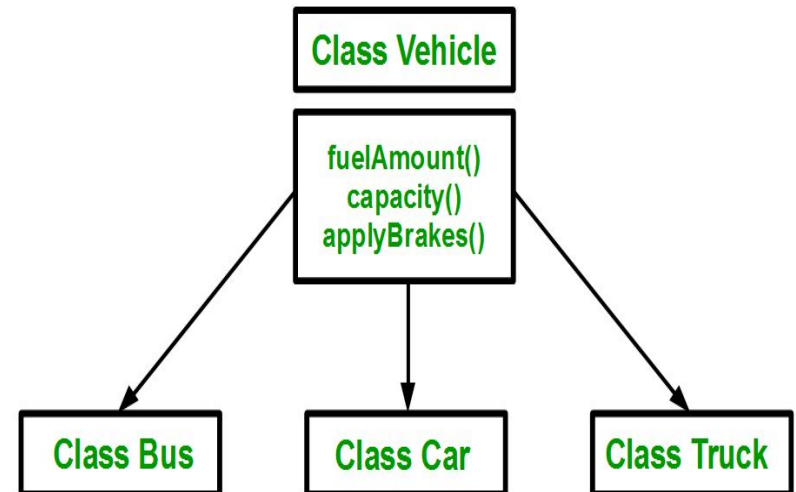 Class Vehicle
fuelAmount()
capacity()
applyBrakes()
Class Bus
Class Car
Class Truck